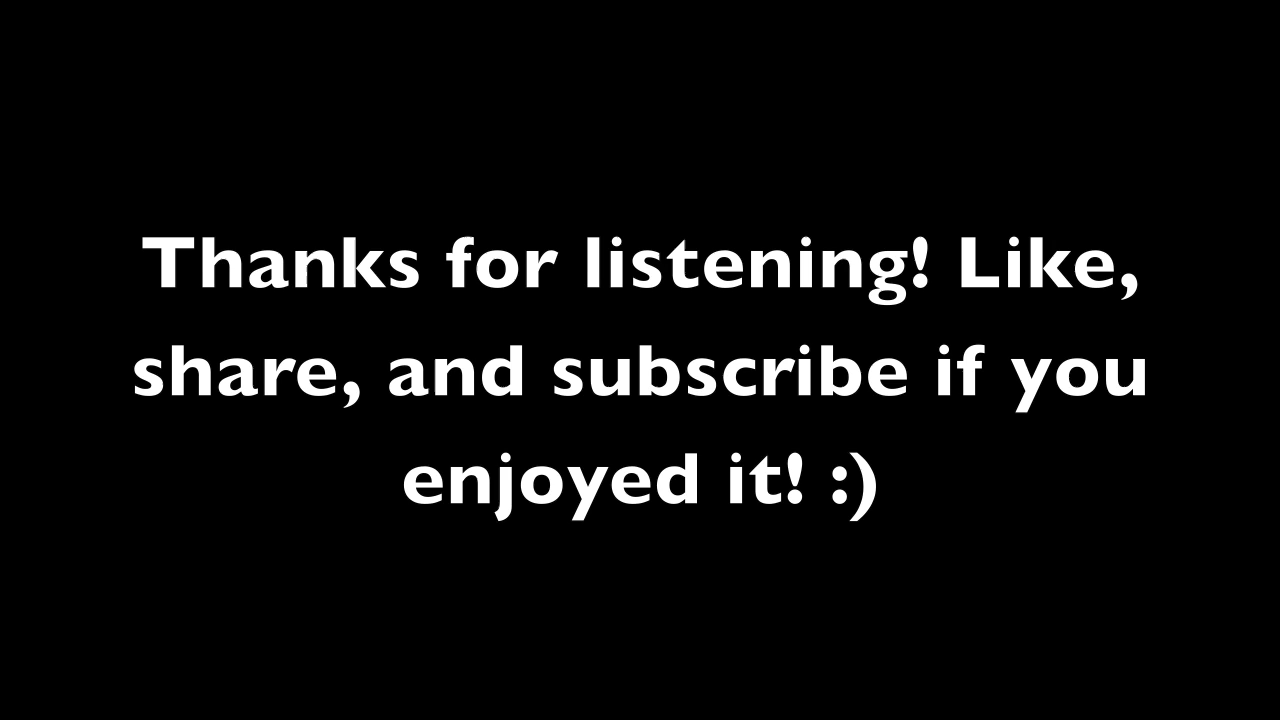 Thanks for listening! Like,
share, and subscribe if you
enjoyed it! :)